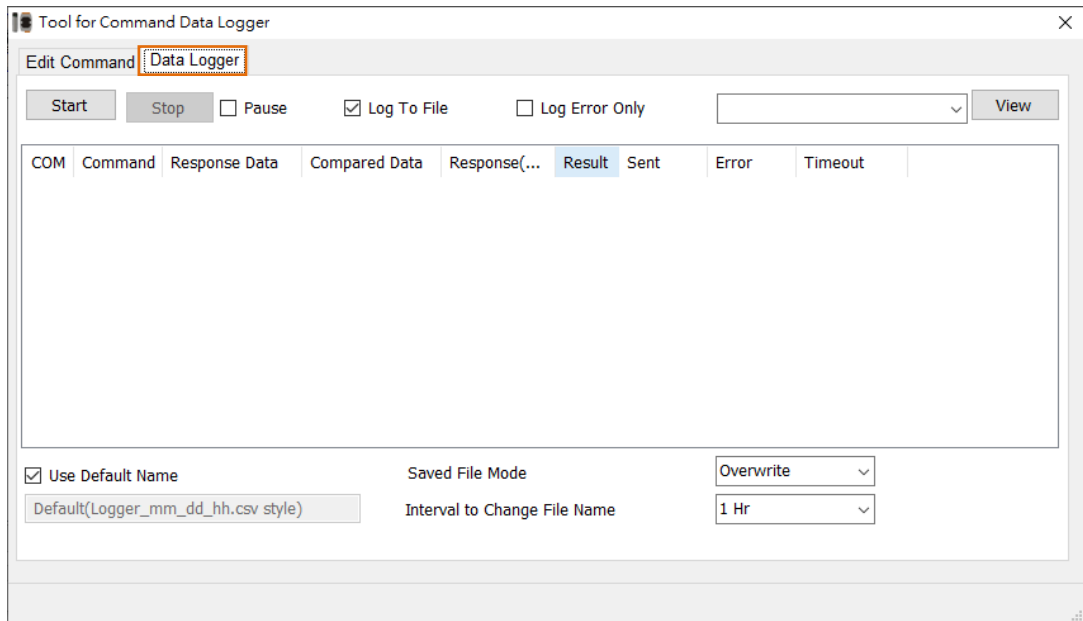 Tool for Command Data Logger
Edit Command Data Logger
Start Stop Pause Log To File Log Error Only View
COM Command Response Data Compared Data Response(... Result Sent Error Timeout
Use Default Name Saved File Mode Overwrite
Default(Logger_mm_dd_hh.csv style) Interval to Change File Name 1 Hr